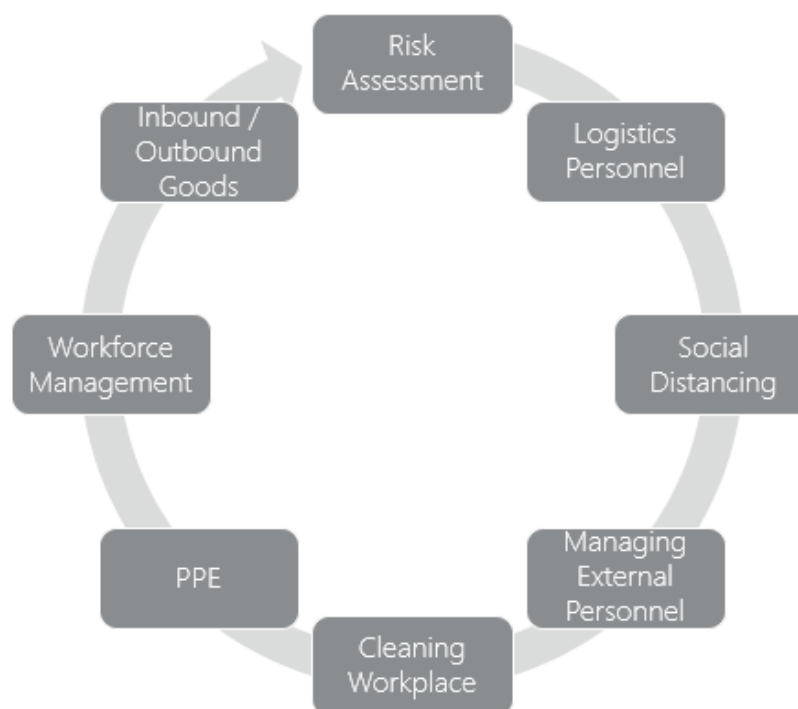 Risk
Assessment
Logistics
Personnel
Social
Distancing
Managing
External
Personnel
Cleaning
Workplace
PPE
Workforce
Management
Inbound /
Outbound
Goods